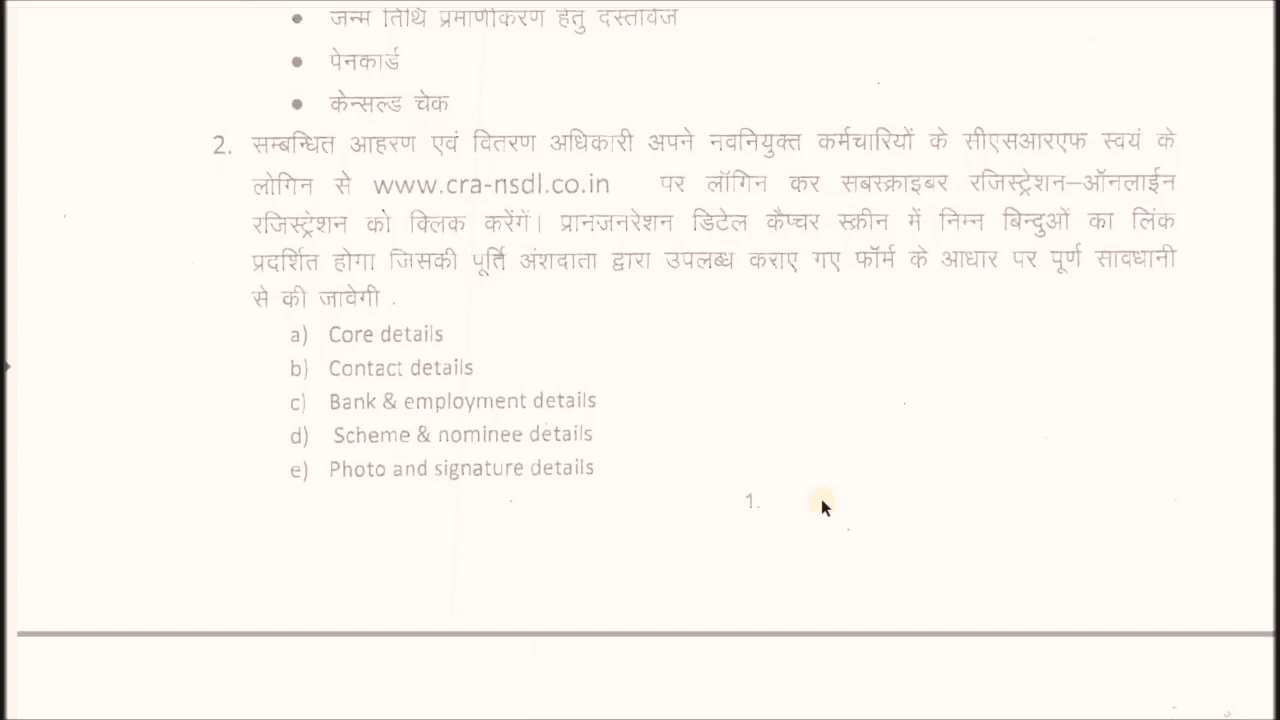 • जन्म तिथि प्रमाणीकरण हेतु दस्तावेज
• पेनकार्ड
• केन्सल्ड चेक
2. सम्बन्धित आहरण एवं वितरण अधिकारी अपने नवनियुक्त कर्मचारियों के सीएसआरएफ स्वयं के
लोगिन से www.cra-nsdl.co.in पर लॉगिन कर सबस्क्राइबर रजिस्ट्रेशन–ऑनलाईन
रजिस्ट्रेशन को क्लिक करेंगें। प्रानजनरेशन डिटेल कैप्चर स्क्रीन में निम्न बिन्दुओं का लिंक
प्रदर्शित होगा जिसकी पूर्ति अंशदाता द्वारा उपलब्ध कराए गए फॉर्म के आधार पर पूर्ण सावधानी
से की जावेगी .
a) Core details
b) Contact details
c) Bank & employment details
d) Scheme & nominee details
e) Photo and signature details
1.